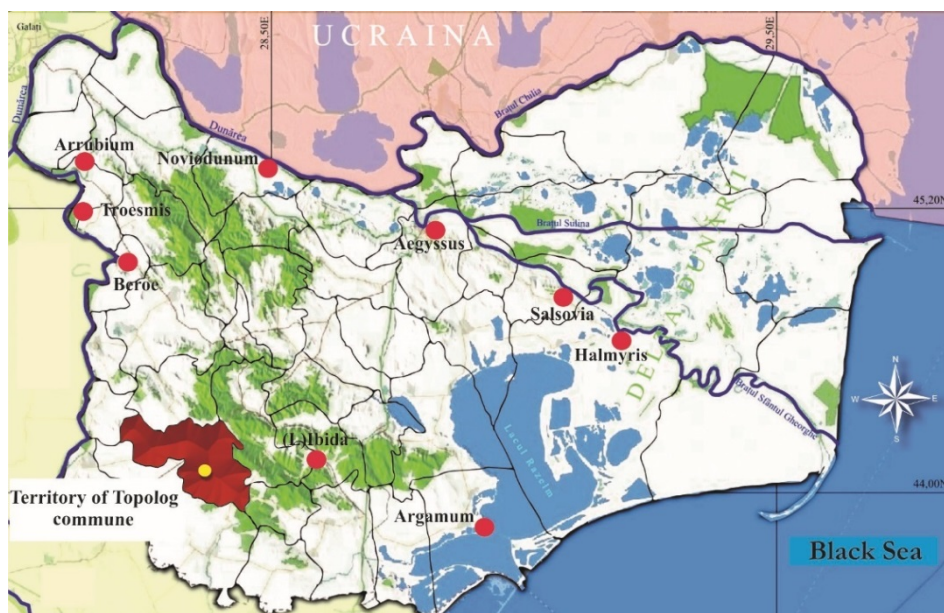 Galați
UCRAINA
28,50E
29,50E
Dunărea
Dunărea
Brațul Chilia
Arrubium
Noviodunum
45,20N
Troesmis
Brațul Sulina
Aegyssus
Beroe
DELTA DUNĂRII
Salsovia
Halmyris
N
W
E
S
Brațul Sfântul Gheorghe
(L)Ibida
Lacul Razelm
Territory of Topolog
commune
44,00N
Argamum
Black Sea